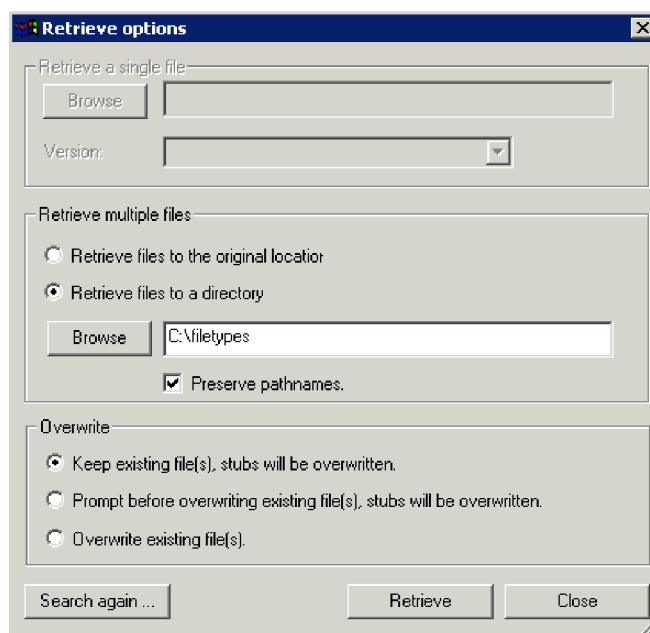 Retrieve options
Retrieve a single file
Browse
Version:
Retrieve multiple files
Retrieve files to the original locatior
Retrieve files to a directory
Browse C:\filetypes
Preserve pathnames.
Overwrite
Keep existing file(s), stubs will be overwritten.
Prompt before overwriting existing file(s), stubs will be overwritten.
Overwrite existing file(s).
Search again ... Retrieve Close